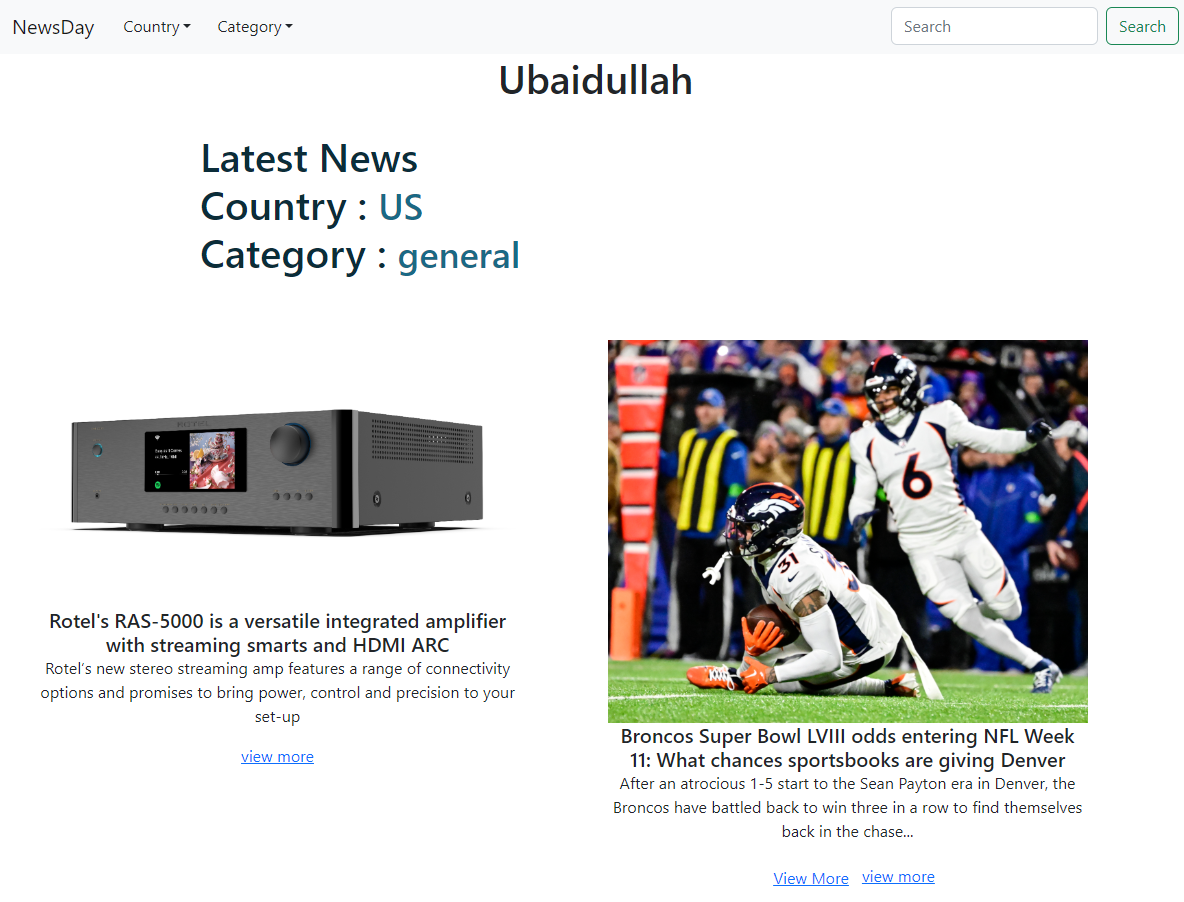 NewsDay Country Category Search Search
Ubaidullah
Latest News
Country : US
Category : general
ROTEL
6
31
Rotel's RAS-5000 is a versatile integrated amplifier
with streaming smarts and HDMI ARC
Rotel’s new stereo streaming amp features a range of connectivity
options and promises to bring power, control and precision to your
set-up
view more
Broncos Super Bowl LVIII odds entering NFL Week
11: What chances sportsbooks are giving Denver
After an atrocious 1-5 start to the Sean Payton era in Denver, the
Broncos have battled back to win three in a row to find themselves
back in the chase...
View More view more